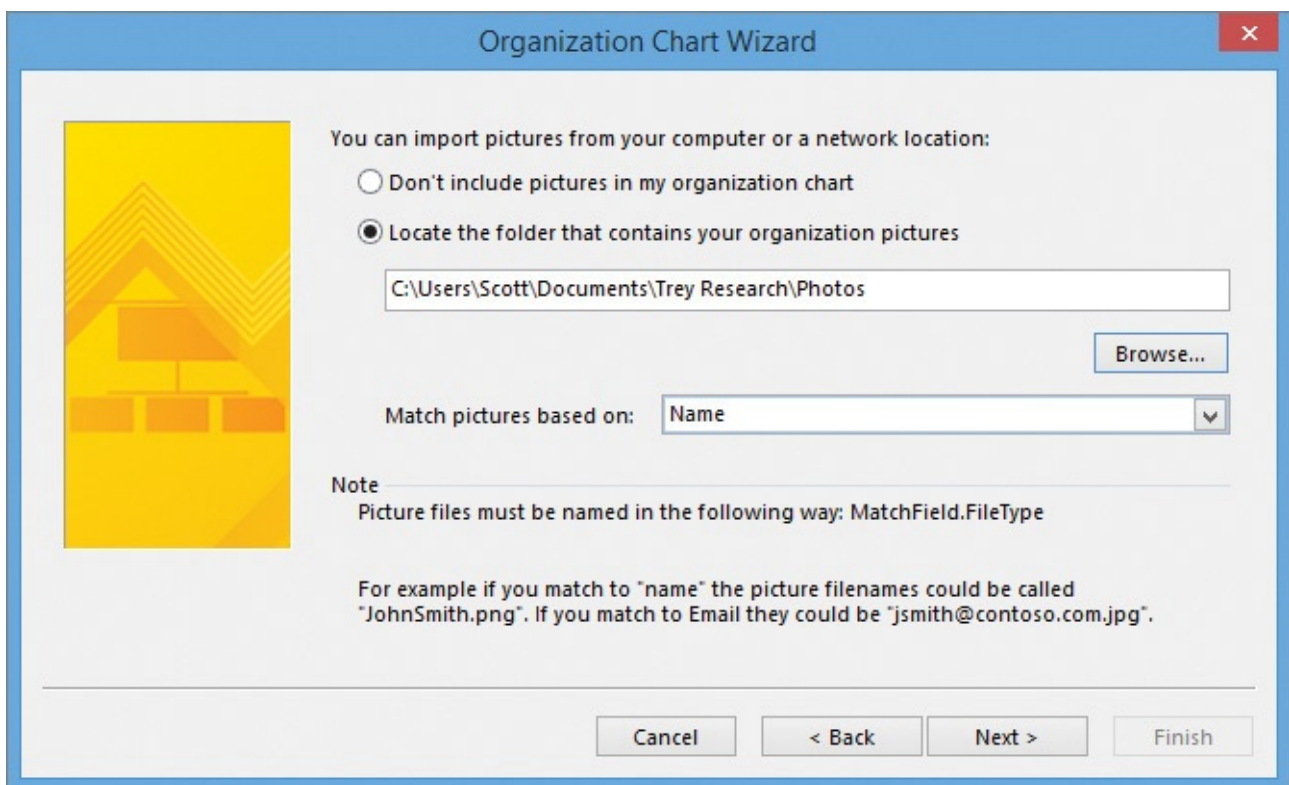 Organization Chart Wizard
You can import pictures from your computer or a network location:
Don't include pictures in my organization chart
Locate the folder that contains your organization pictures
C:\Users\Scott\Documents\Trey Research\Photos
Browse...
Match pictures based on: Name
Note
Picture files must be named in the following way: MatchField.FileType
For example if you match to "name" the picture filenames could be called
"JohnSmith.png". If you match to Email they could be "jsmith@contoso.com.jpg".
Cancel < Back Next > Finish